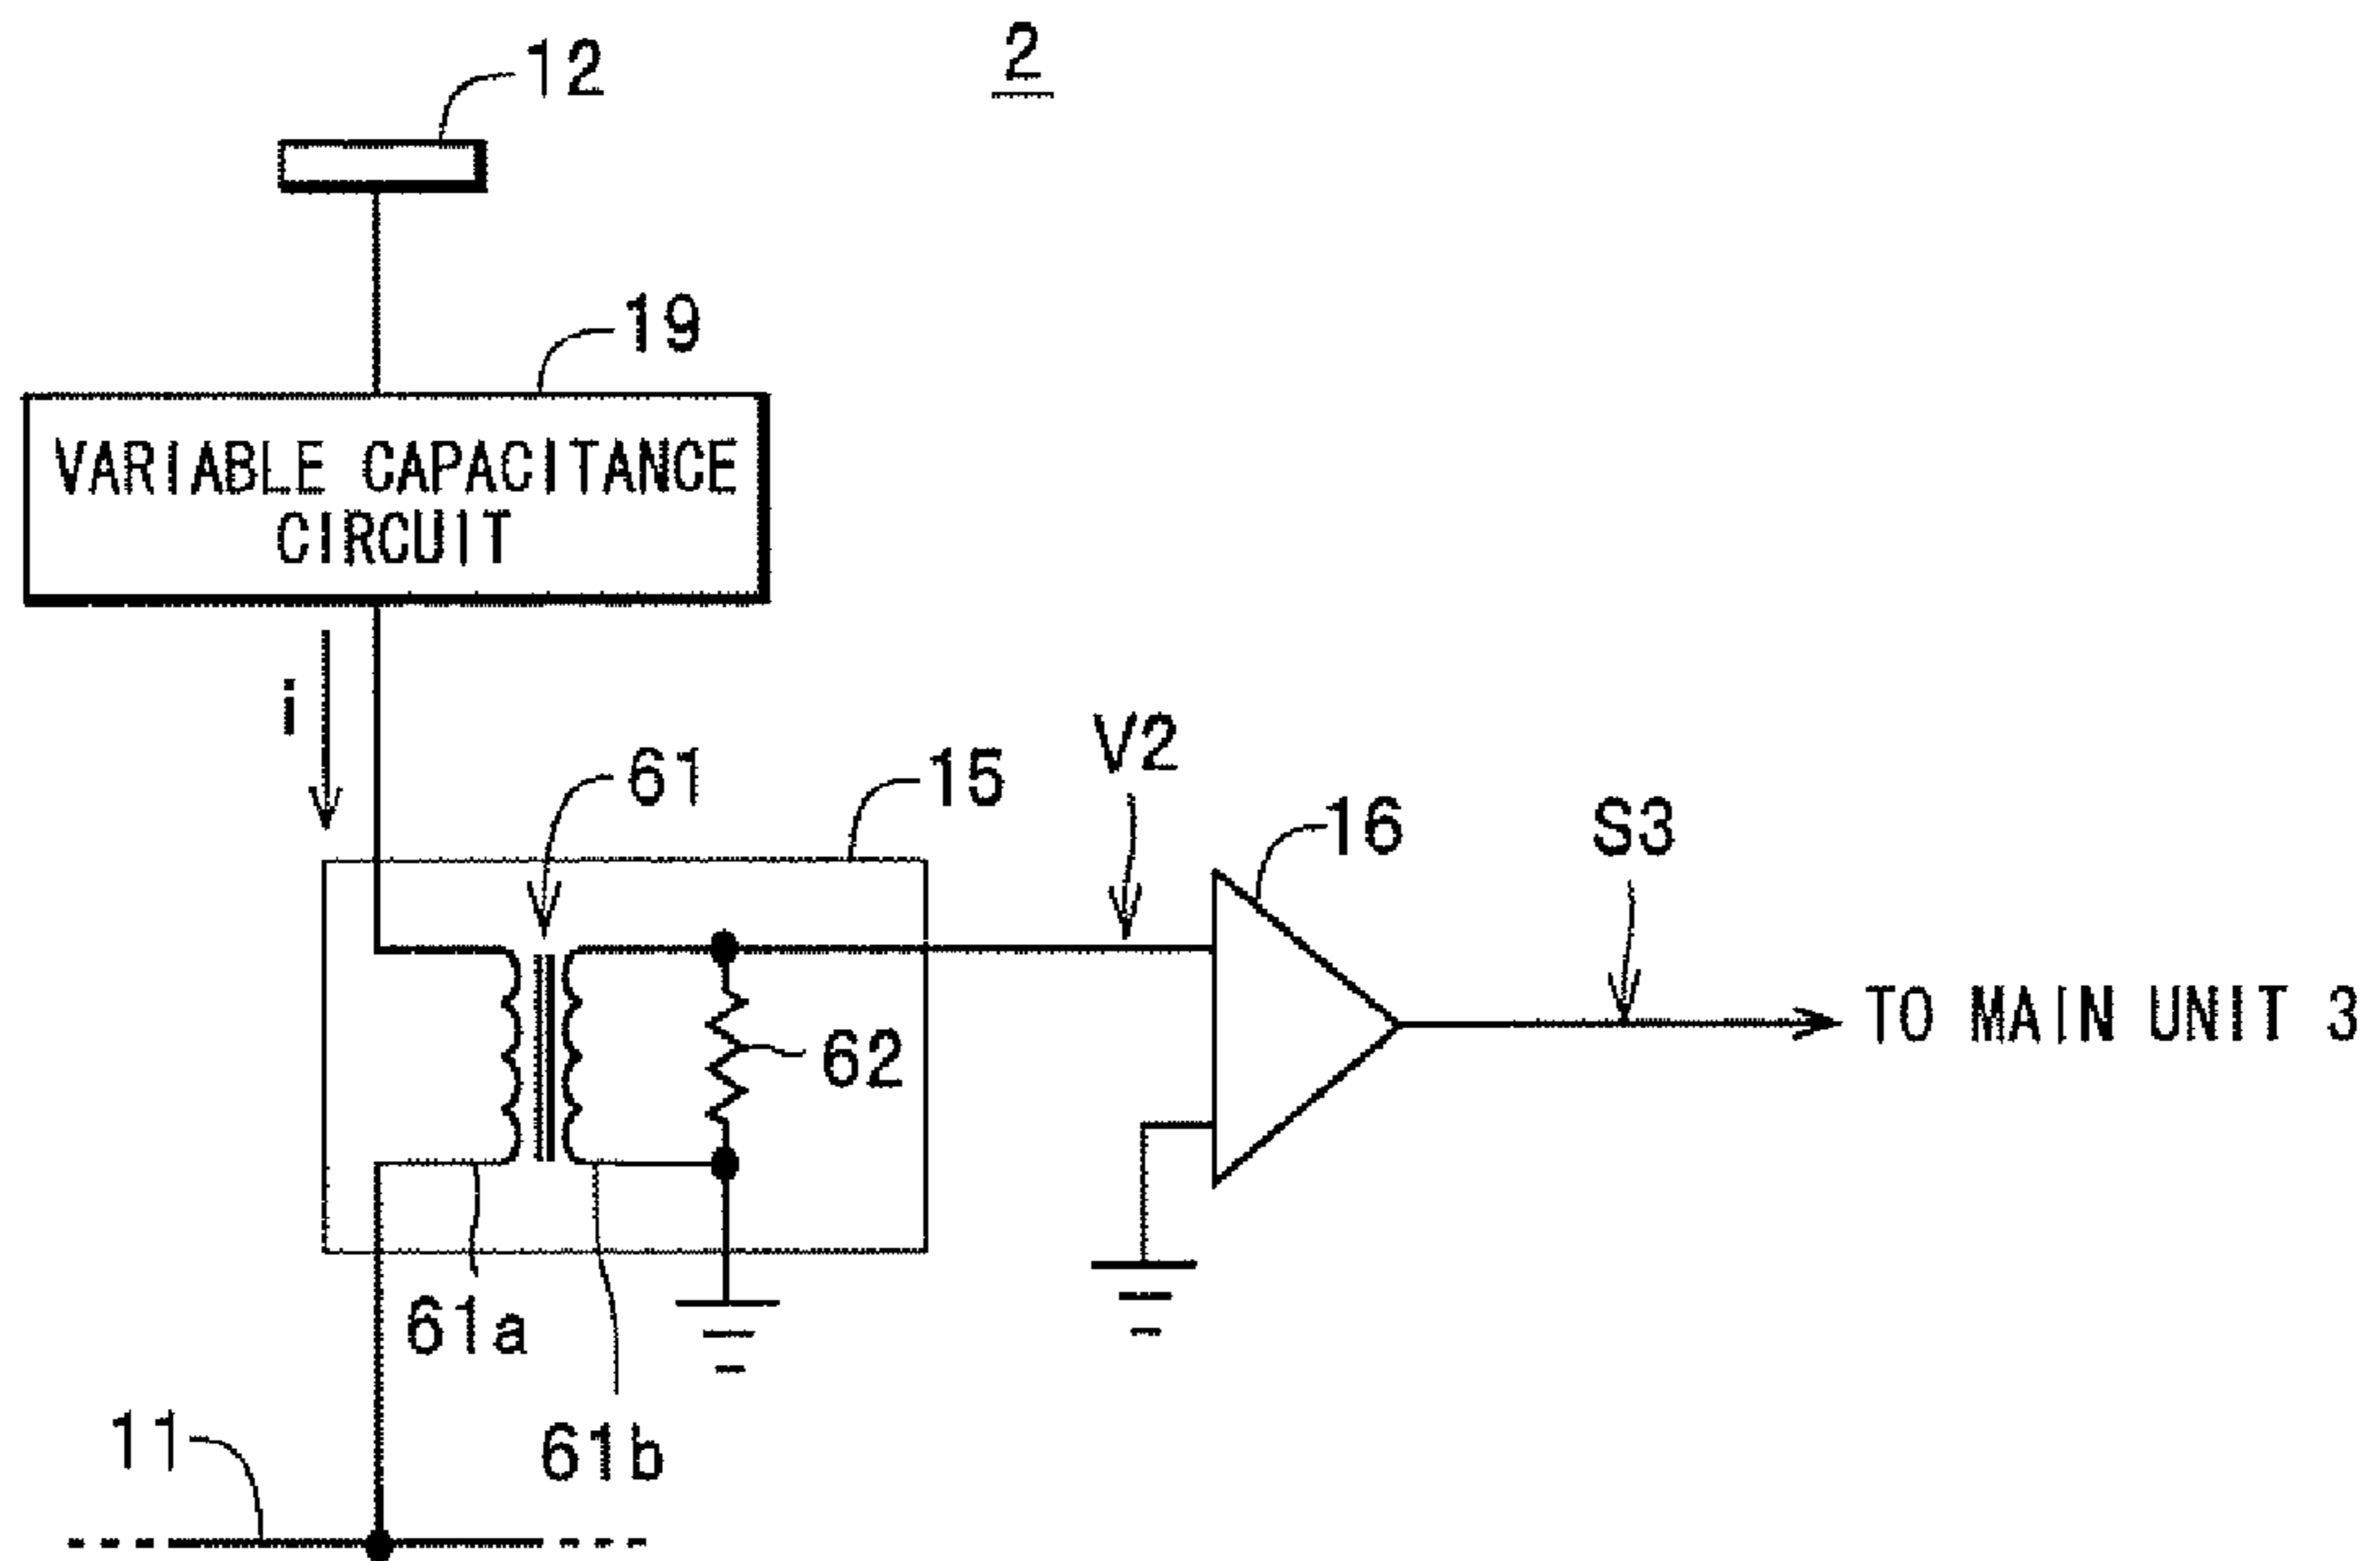 2
12
19
VARIABLE CAPACITANCE
CIRCUIT
i
61
15
V2
16
S3
TO MAIN UNIT 3
62
61a
61b
11